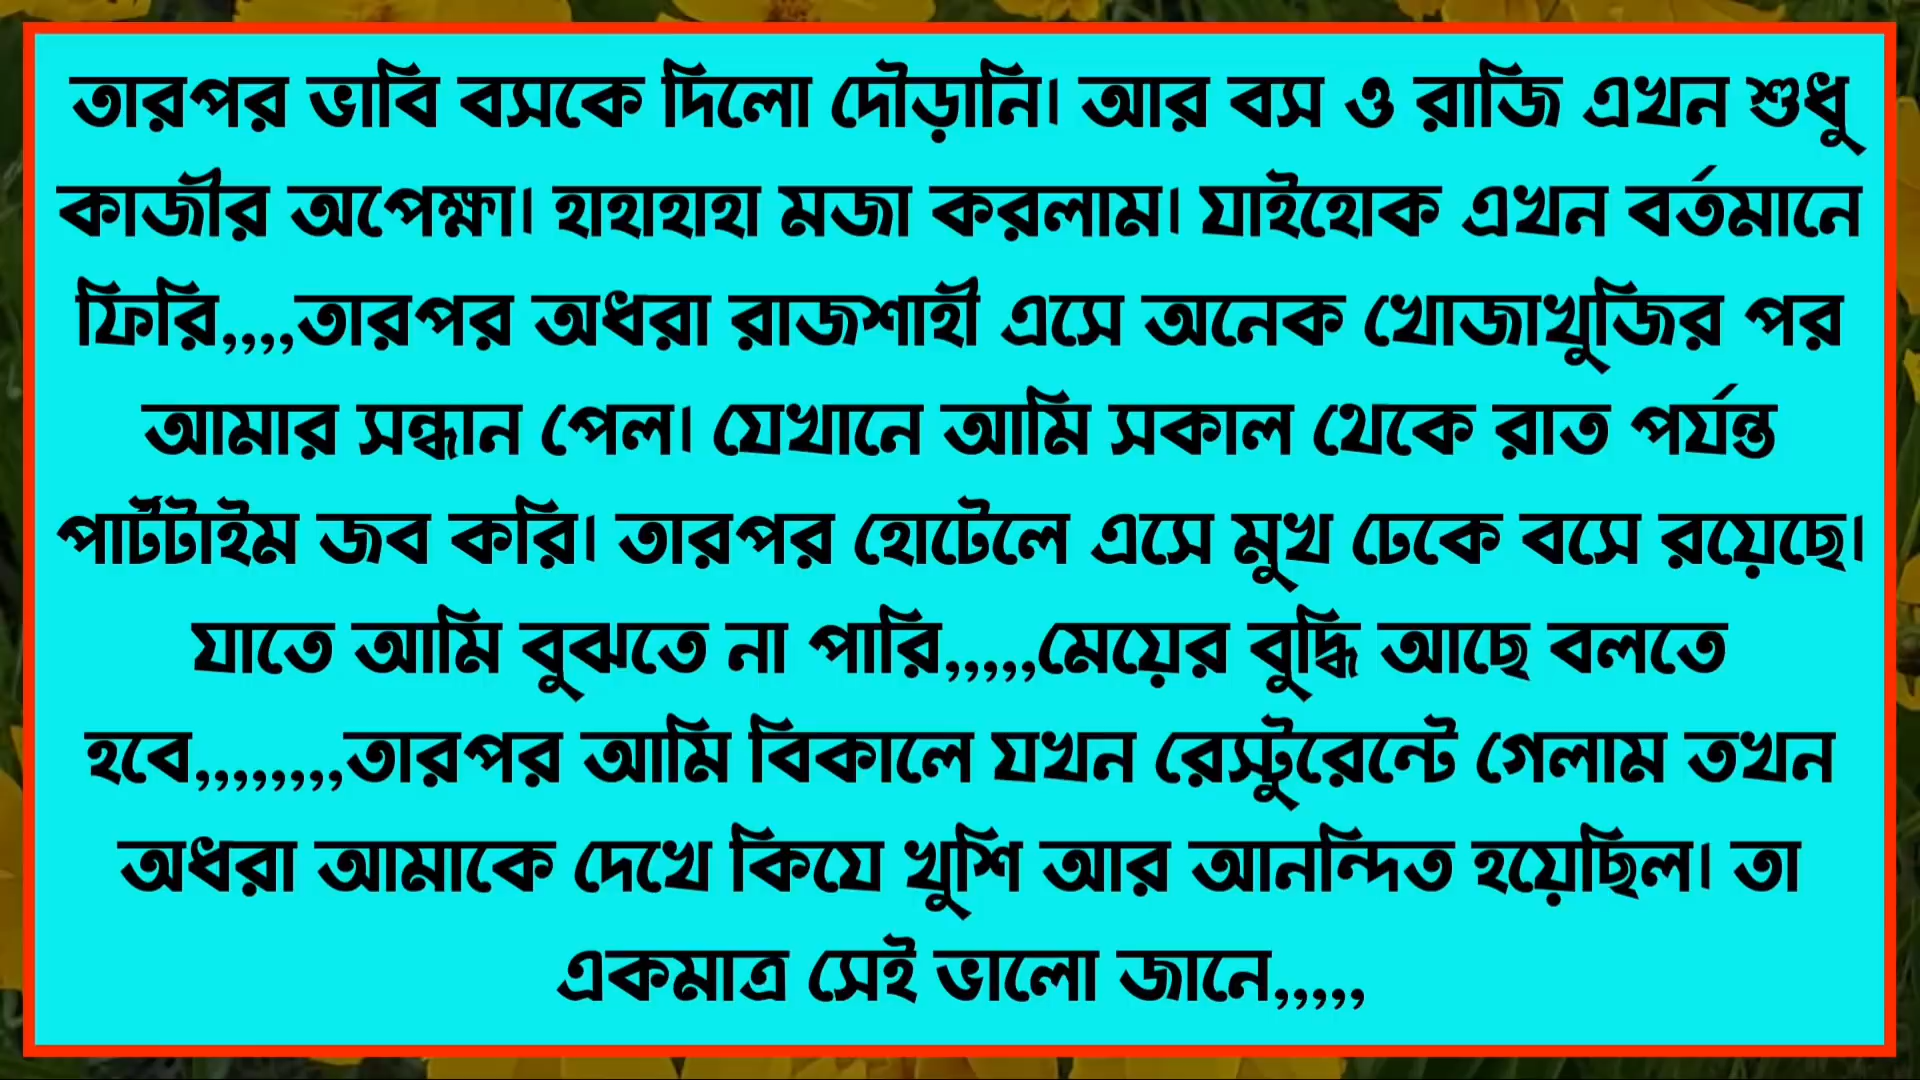 তারপর ভাবি বসকে দিলো দৌড়ানি। আর বস ও রাজি এখন শুধু
কাজীর অপেক্ষা। হাহাহাহা মজা করলাম। যাইহোক এখন বর্তমানে
ফিরি,,,,তারপর অধরা রাজশাহী এসে অনেক খোজাখুজির পর
আমার সন্ধান পেল। যেখানে আমি সকাল থেকে রাত পর্যন্ত
পার্টটাইম জব করি। তারপর হোটেলে এসে মুখ ঢেকে বসে রয়েছে।
যাতে আমি বুঝতে না পারি,,,,,মেয়ের বুদ্ধি আছে বলতে
হবে,,,,,,,,তারপর আমি বিকালে যখন রেস্টুরেন্টে গেলাম তখন
অধরা আমাকে দেখে কিযে খুশি আর আনন্দিত হয়েছিল। তা
একমাত্র সেই ভালো জানে,,,,,